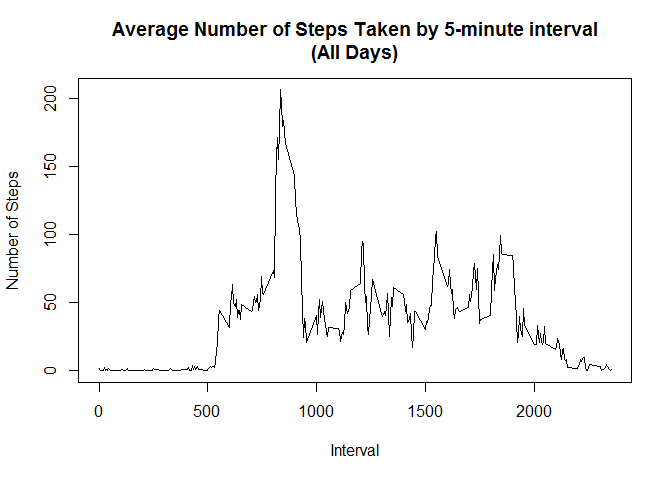 Average Number of Steps Taken by 5-minute interval
(All Days)
Number of Steps
200
150
100
50
0
0 500 1000 1500 2000
Interval